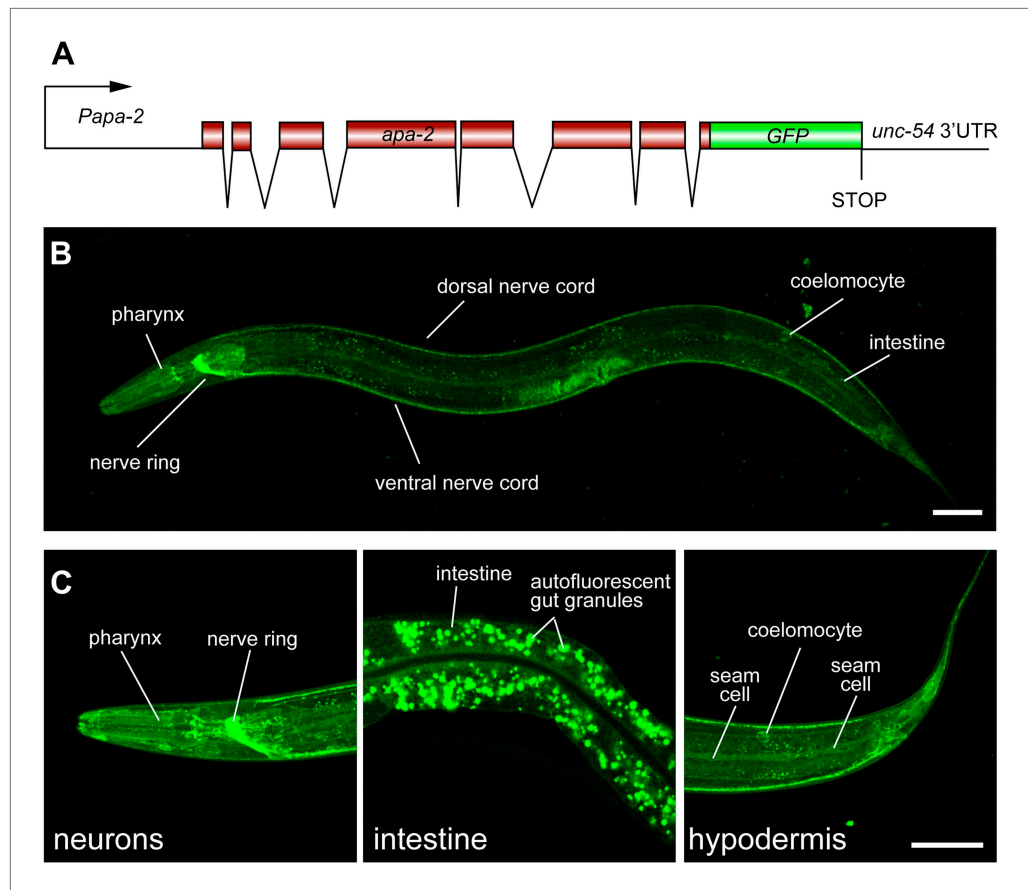 A
Papa-2
apa-2
GFP
unc-54 3’UTR
STOP
B
pharynx
nerve ring
dorsal nerve cord
ventral nerve cord
coelomocyte
intestine
C
pharynx
nerve ring
neurons
intestine
autofluorescent
gut granules
intestine
coelomocyte
seam
cell
seam
cell
hypodermis